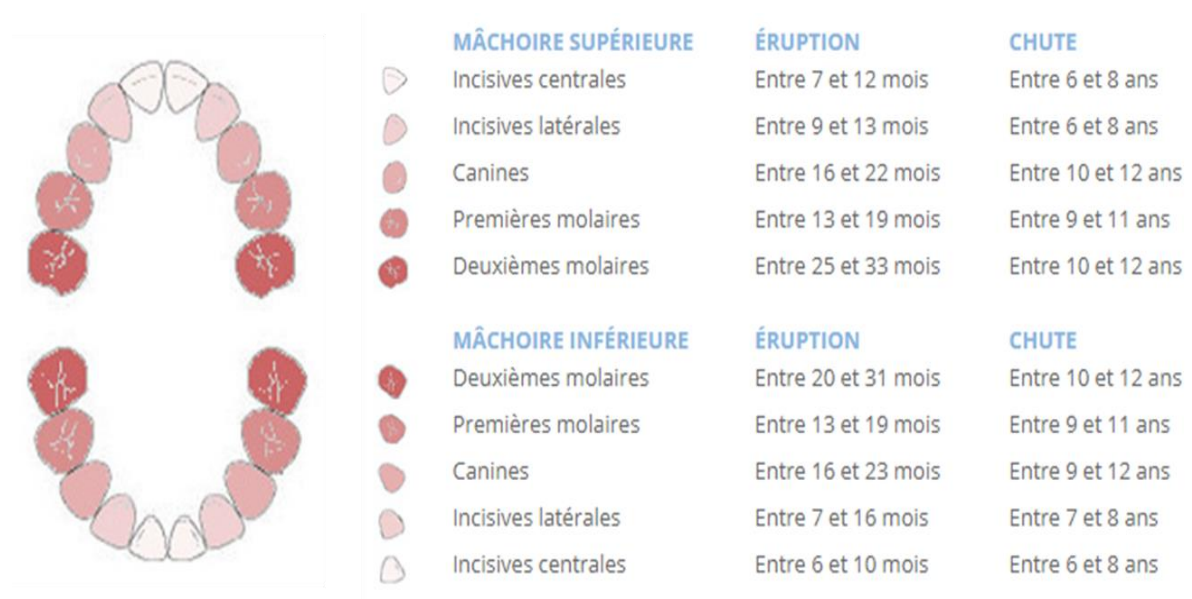 MÂCHOIRE SUPÉRIEURE ÉRUPTION CHUTE
Incisives centrales Entre 7 et 12 mois Entre 6 et 8 ans
Incisives latérales Entre 9 et 13 mois Entre 6 et 8 ans
Canines Entre 16 et 22 mois Entre 10 et 12 ans
Premières molaires Entre 13 et 19 mois Entre 9 et 11 ans
Deuxièmes molaires Entre 25 et 33 mois Entre 10 et 12 ans
MÂCHOIRE INFÉRIEURE ÉRUPTION CHUTE
Deuxièmes molaires Entre 20 et 31 mois Entre 10 et 12 ans
Premières molaires Entre 13 et 19 mois Entre 9 et 11 ans
Canines Entre 16 et 23 mois Entre 9 et 12 ans
Incisives latérales Entre 7 et 16 mois Entre 7 et 8 ans
Incisives centrales Entre 6 et 10 mois Entre 6 et 8 ans